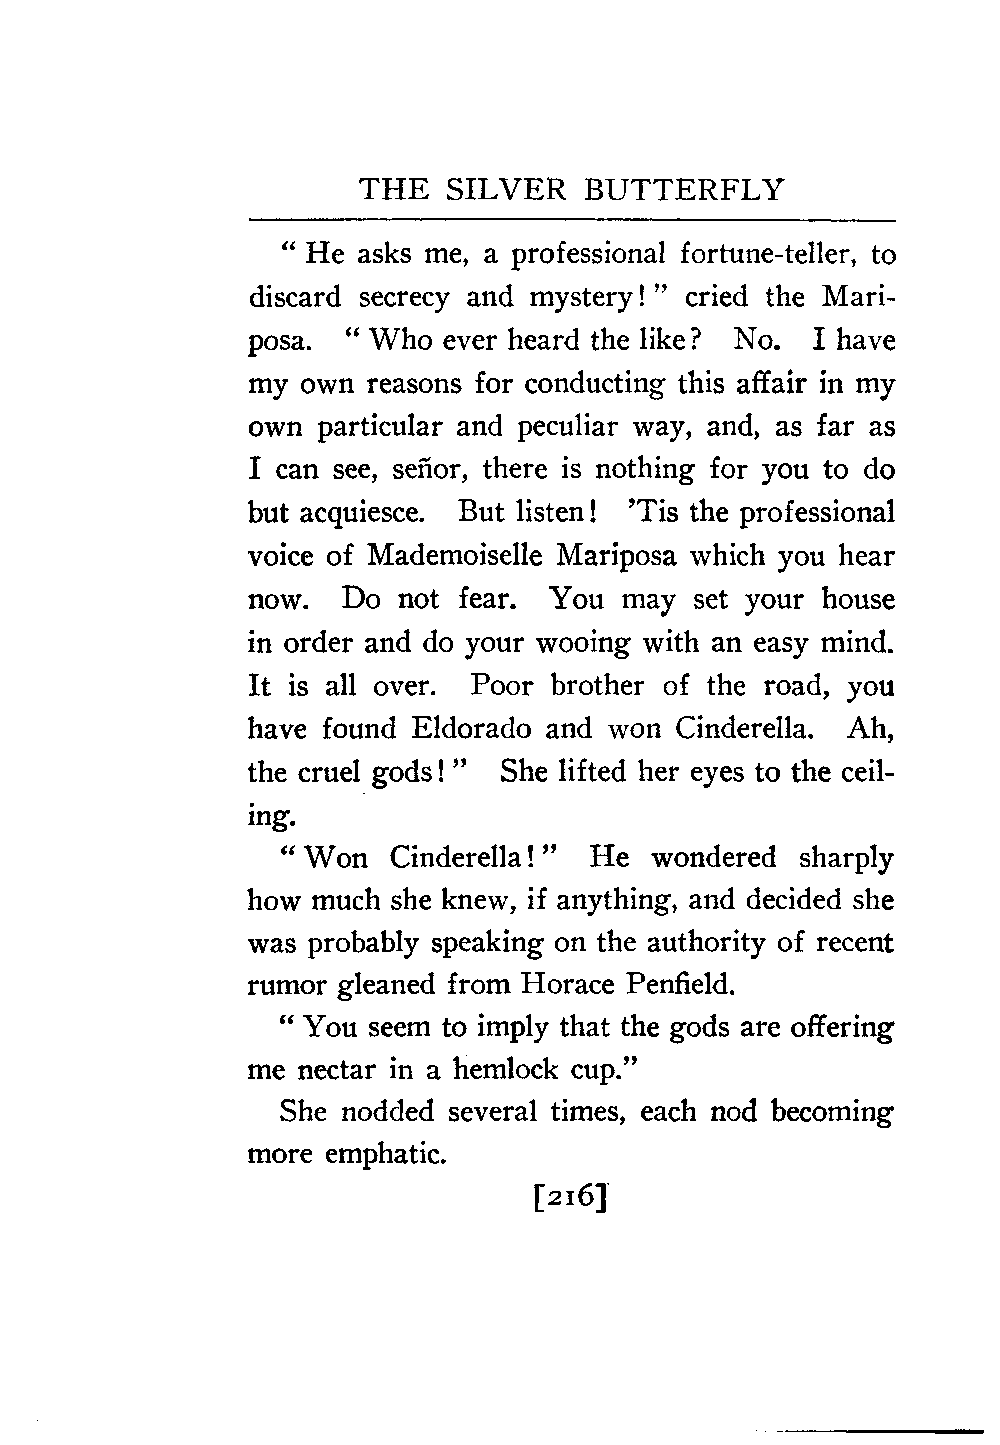 THE SILVER BUTTERFLY
“ He asks me, a professional fortune-teller, to
discard secrecy and mystery! ” cried the Mari-
posa. “ Who ever heard the like? No. I have
my own reasons for conducting this affair in my
own particular and peculiar way, and, as far as
I can see, señor, there is nothing for you to do
but acquiesce. But listen! ’Tis the professional
voice of Mademoiselle Mariposa which you hear
now. Do not fear. You may set your house
in order and do your wooing with an easy mind.
It is all over. Poor brother of the road, you
have found Eldorado and won Cinderella. Ah,
the cruel gods! ” She lifted her eyes to the ceil-
ing.
“ Won Cinderella! ” He wondered sharply
how much she knew, if anything, and decided she
was probably speaking on the authority of recent
rumor gleaned from Horace Penfield.
“ You seem to imply that the gods are offering
me nectar in a hemlock cup.”
She nodded several times, each nod becoming
more emphatic.
[216]